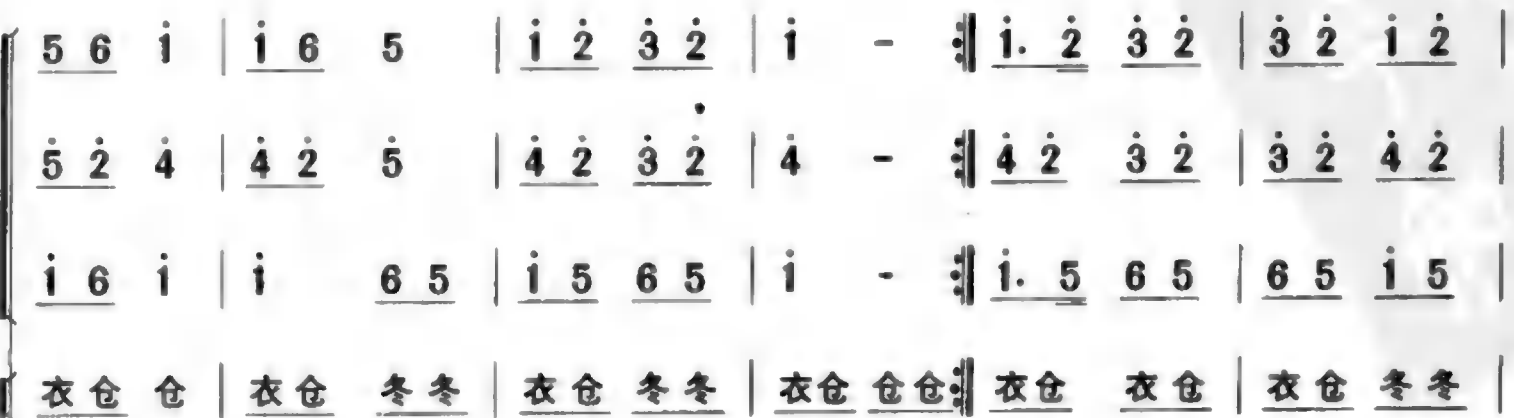 5 6 i̇ | i̇ 6 5 | i̇ 2̇ 3̇ 2̇ | i̇ - :‖ i̇. 2̇ 3̇ 2̇ | 3̇ 2̇ i̇ 2̇ |
5̇ 2̇ 4̇ | 4̇ 2̇ 5̇ | 4̇ 2̇ 3̇ 2̇ | 4̇ - :‖ 4̇ 2̇ 3̇ 2̇ | 3̇ 2̇ 4̇ 2̇ |
i̇ 6 i̇ | i̇ 6 5 | i̇ 5 6 5 | i̇ - :‖ i̇. 5 6 5 | 6 5 i̇ 5 |
衣仓 仓 | 衣仓 冬冬 | 衣仓 冬冬 | 衣仓 仓仓 :‖ 衣仓 衣仓 | 衣仓 冬冬 |